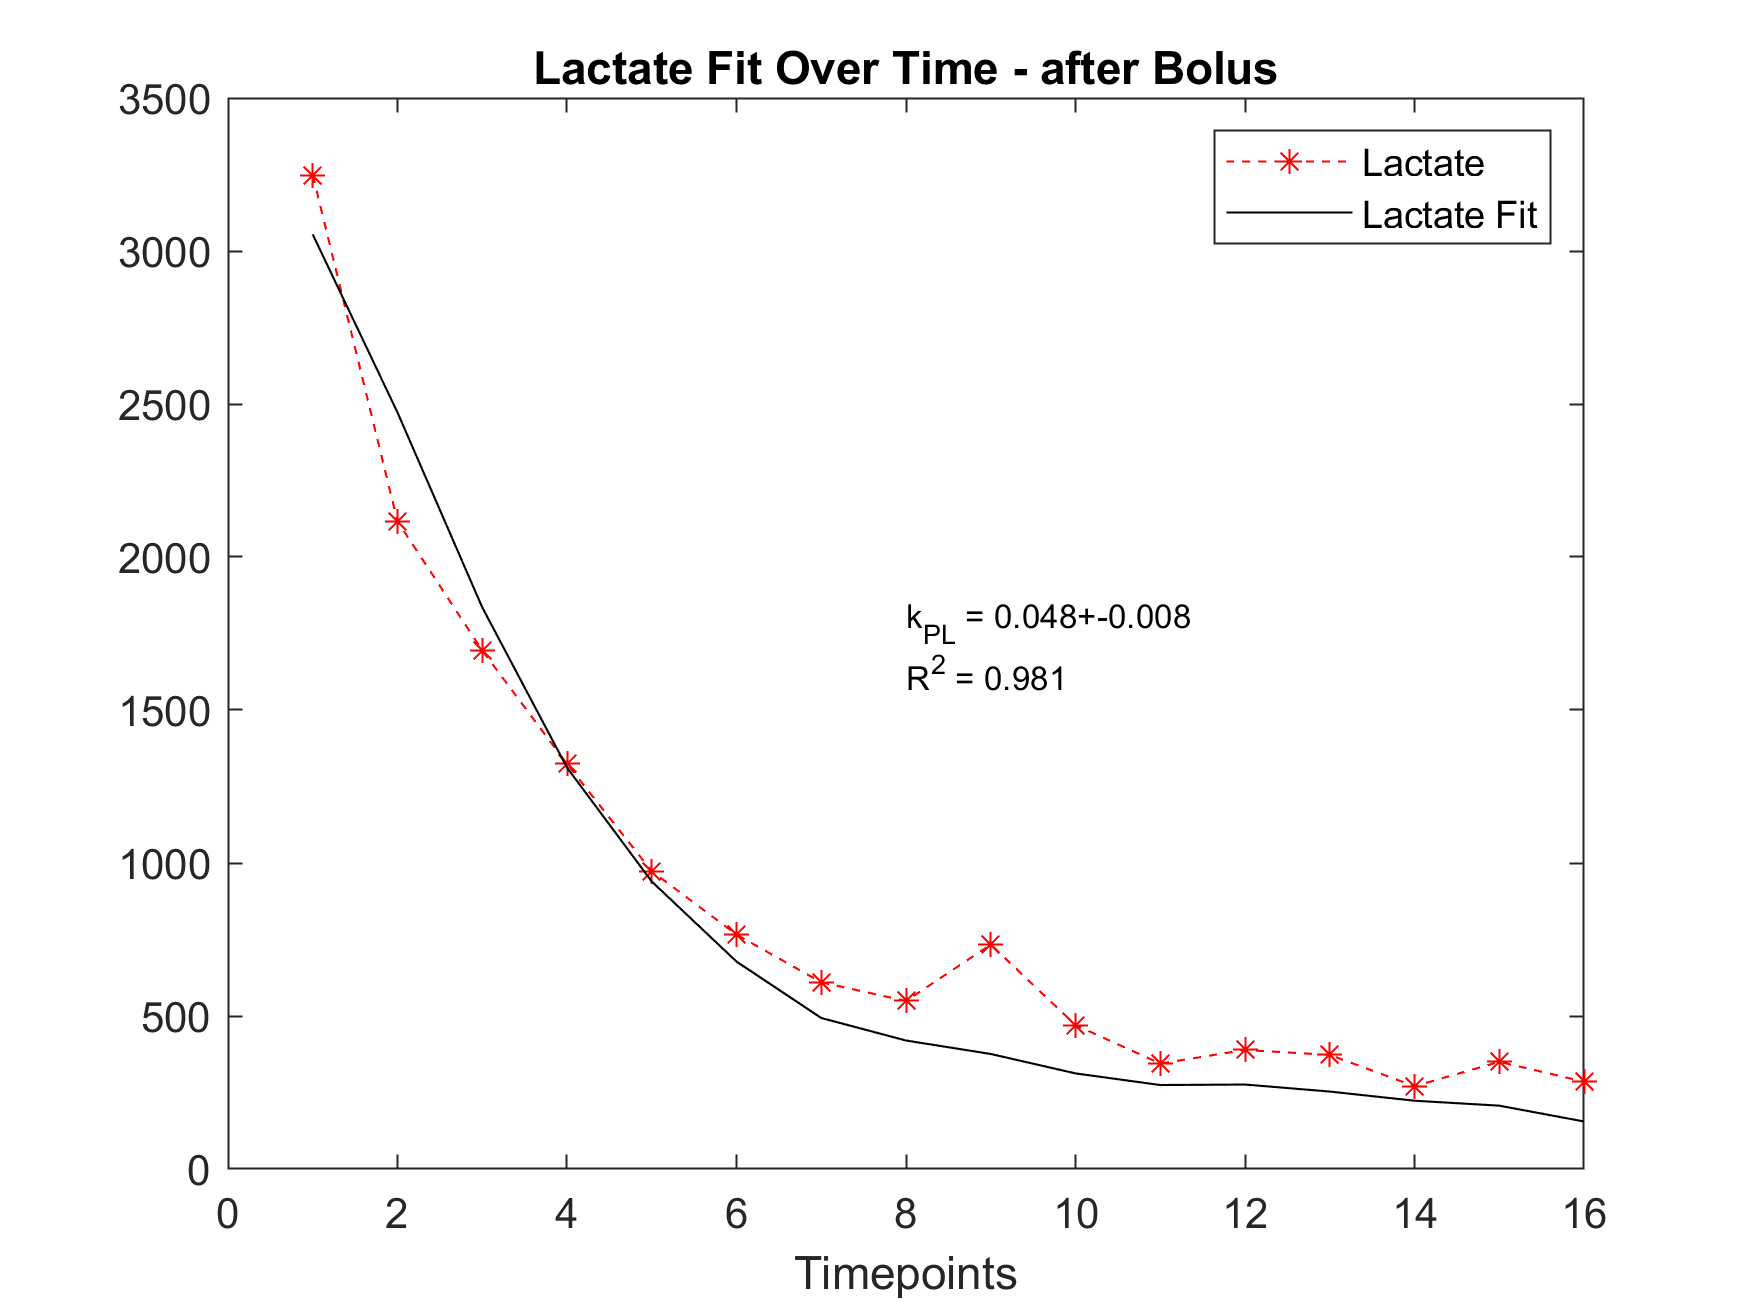 Lactate Fit Over Time - after Bolus
3500
3000
2500
2000
1500
1000
500
0
Lactate
Lactate Fit
kPL = 0.048+-0.008
R2 = 0.981
0 2 4 6 8 10 12 14 16
Timepoints